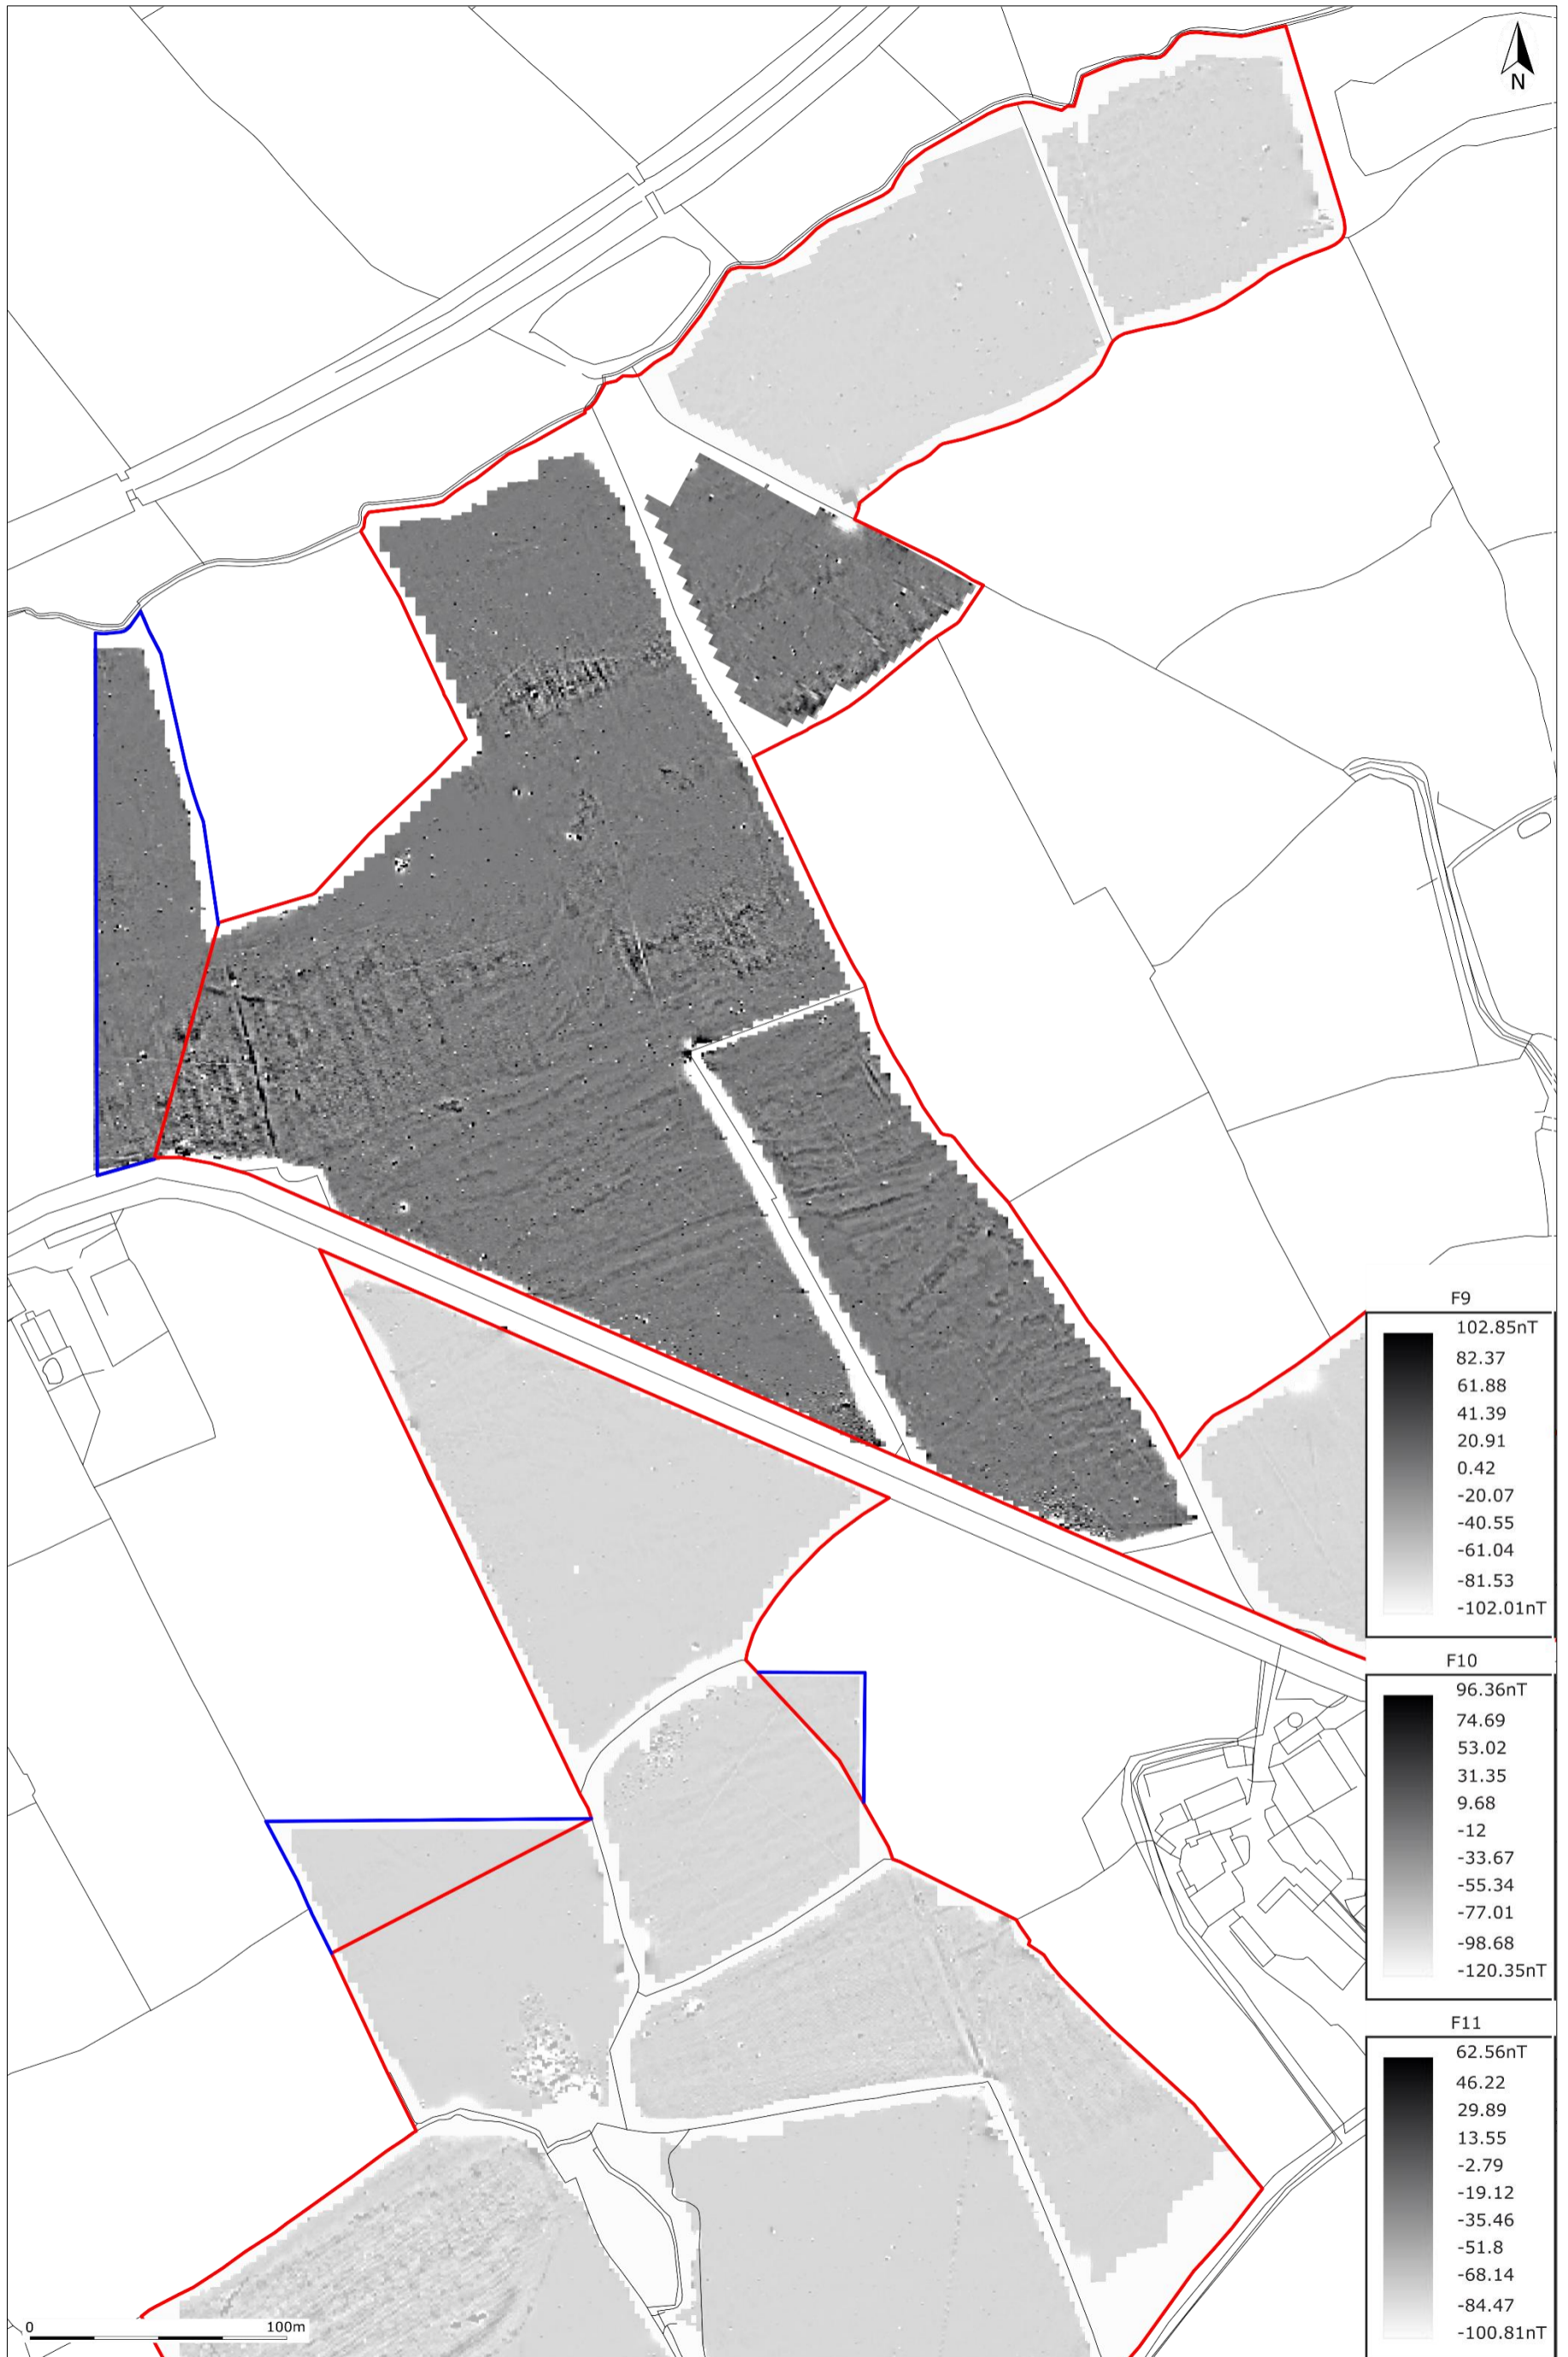 N
F9
102.85nT
82.37
61.88
41.39
20.91
0.42
-20.07
-40.55
-61.04
-81.53
-102.01nT
F10
96.36nT
74.69
53.02
31.35
9.68
-12
-33.67
-55.34
-77.01
-98.68
-120.35nT
F11
62.56nT
46.22
29.89
13.55
-2.79
-19.12
-35.46
-51.8
-68.14
-84.47
-100.81nT
0 100m